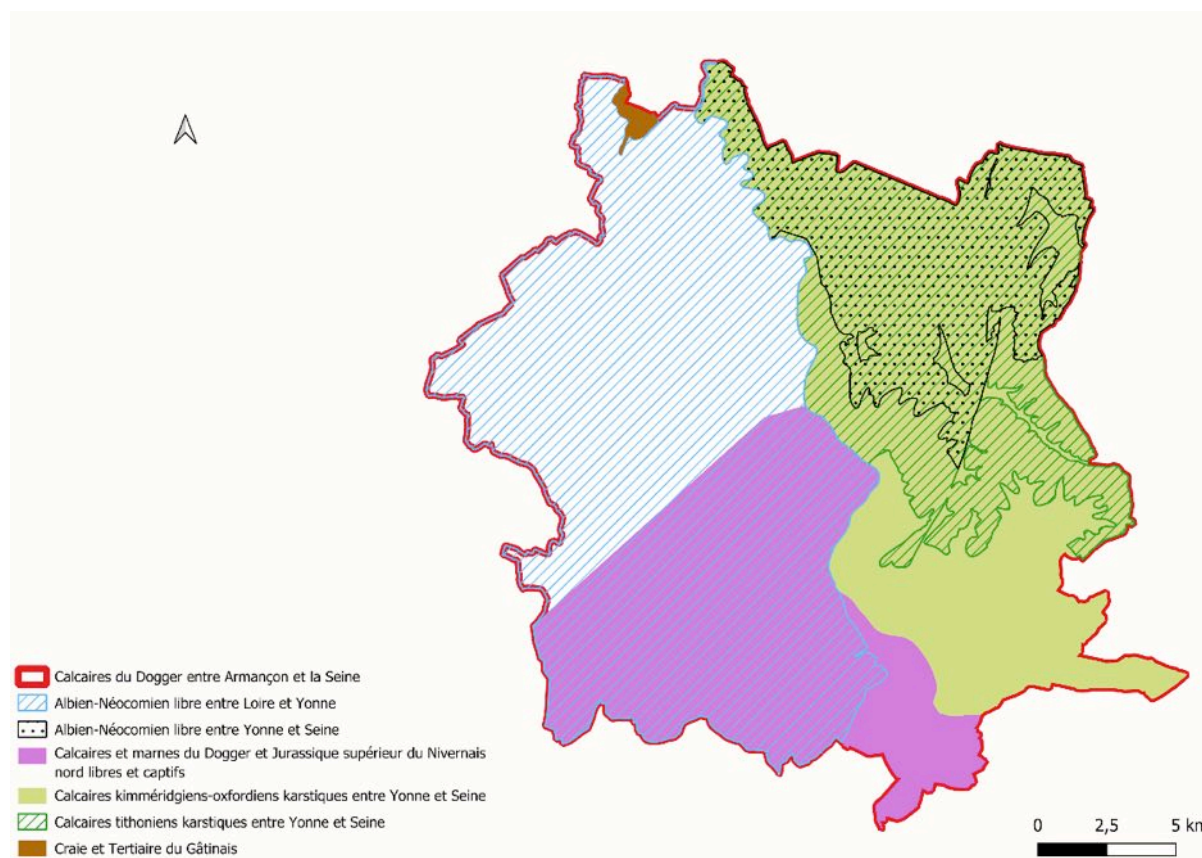 Calcaires du Dogger entre Armançon et la Seine
Albien-Néocomien libre entre Loire et Yonne
Albien-Néocomien libre entre Yonne et Seine
Calcaires et marnes du Dogger et Jurassique supérieur du Nivernais
nord libres et captifs
Calcaires kimméridgiens-oxfordiens karstiques entre Yonne et Seine
Calcaires tithoniens karstiques entre Yonne et Seine
Craie et Tertiaire du Gâtinais
0 2,5 5 km